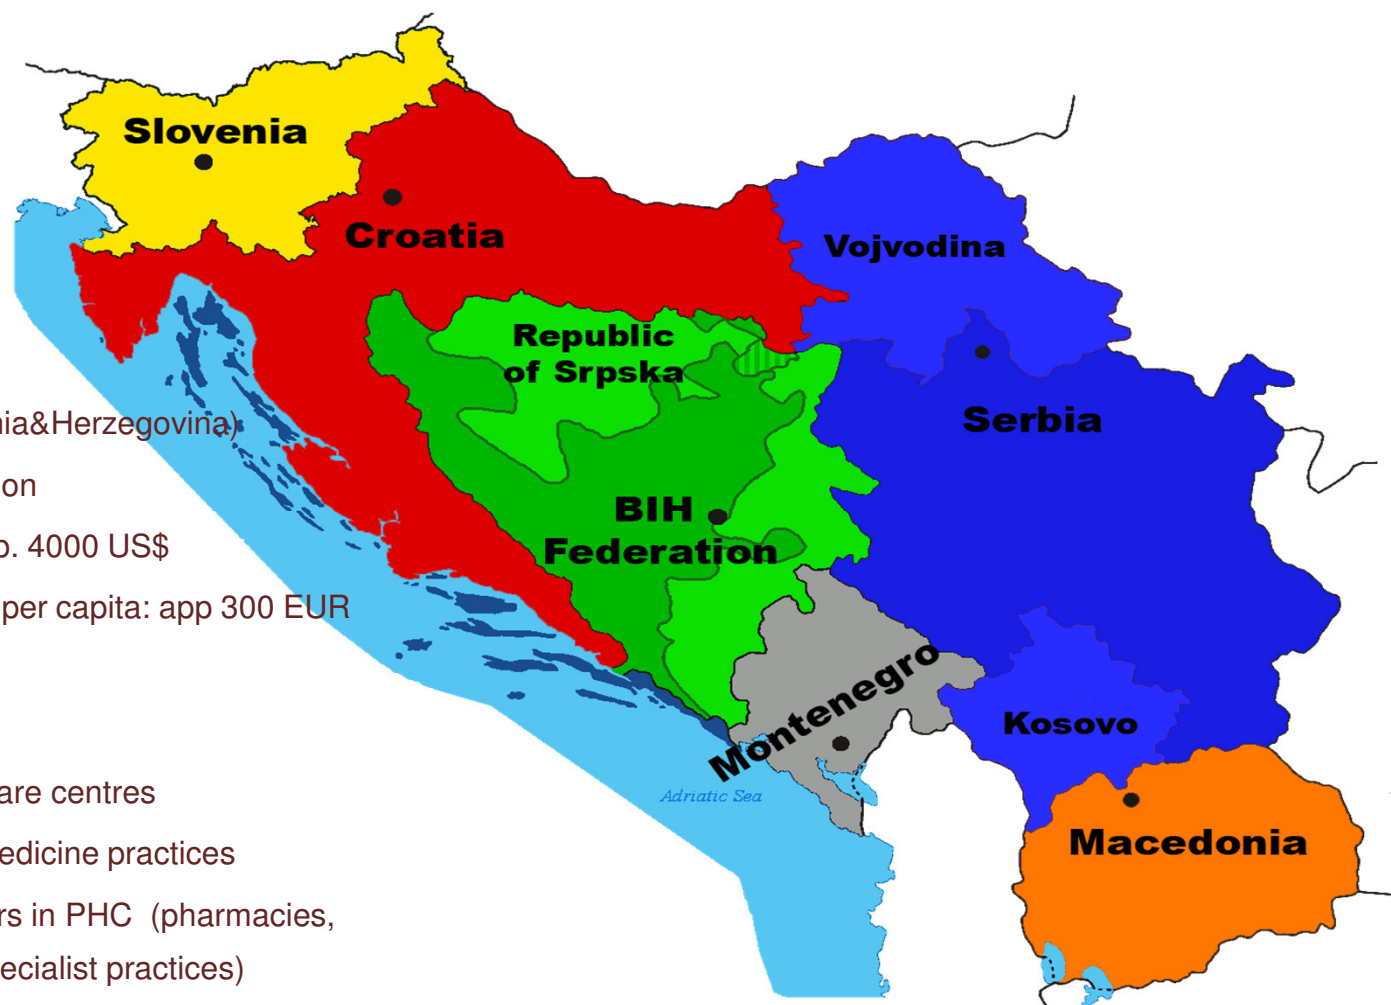 Slovenia
Croatia
Vojvodina
Republic
of Srpska
Serbia
nia&Herzegovina)
on
BIH
Federation
o. 4000 US$
per capita: app 300 EUR
Montenegro
Kosovo
Adriatic Sea
are centres
Macedonia
edicine practices
rs in PHC (pharmacies,
ecialist practices)